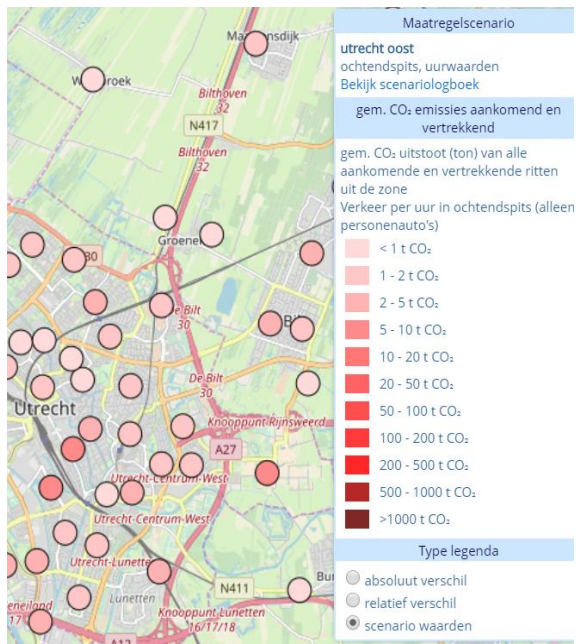 Maatregelscenario
utrecht oost
ochtendspits, uurwaarden
Bekijk scenariologboek
gem. CO₂ emissies aankomend en
vertrekkend
gem. CO₂ uitstoot (ton) van alle
aankomende en vertrekkende ritten
uit de zone
Verkeer per uur in ochtendspits (alleen
personenauto's)
< 1 t CO₂
1 - 2 t CO₂
2 - 5 t CO₂
5 - 10 t CO₂
10 - 20 t CO₂
20 - 50 t CO₂
50 - 100 t CO₂
100 - 200 t CO₂
200 - 500 t CO₂
500 - 1000 t CO₂
>1000 t CO₂
Type legenda
absoluut verschil
relatief verschil
scenario waarden
Bilthoven
32
N417
Bilthoven
32
De Bilt
30
De Bilt
30
Utrecht
Knooppunt Rijnsweerd
A27
Utrecht-Centrum-West
Utrecht-Centrum-West
Utrecht-Lunetten
Lunetten
N411
Knooppunt Lunetten
16/17/18
A12